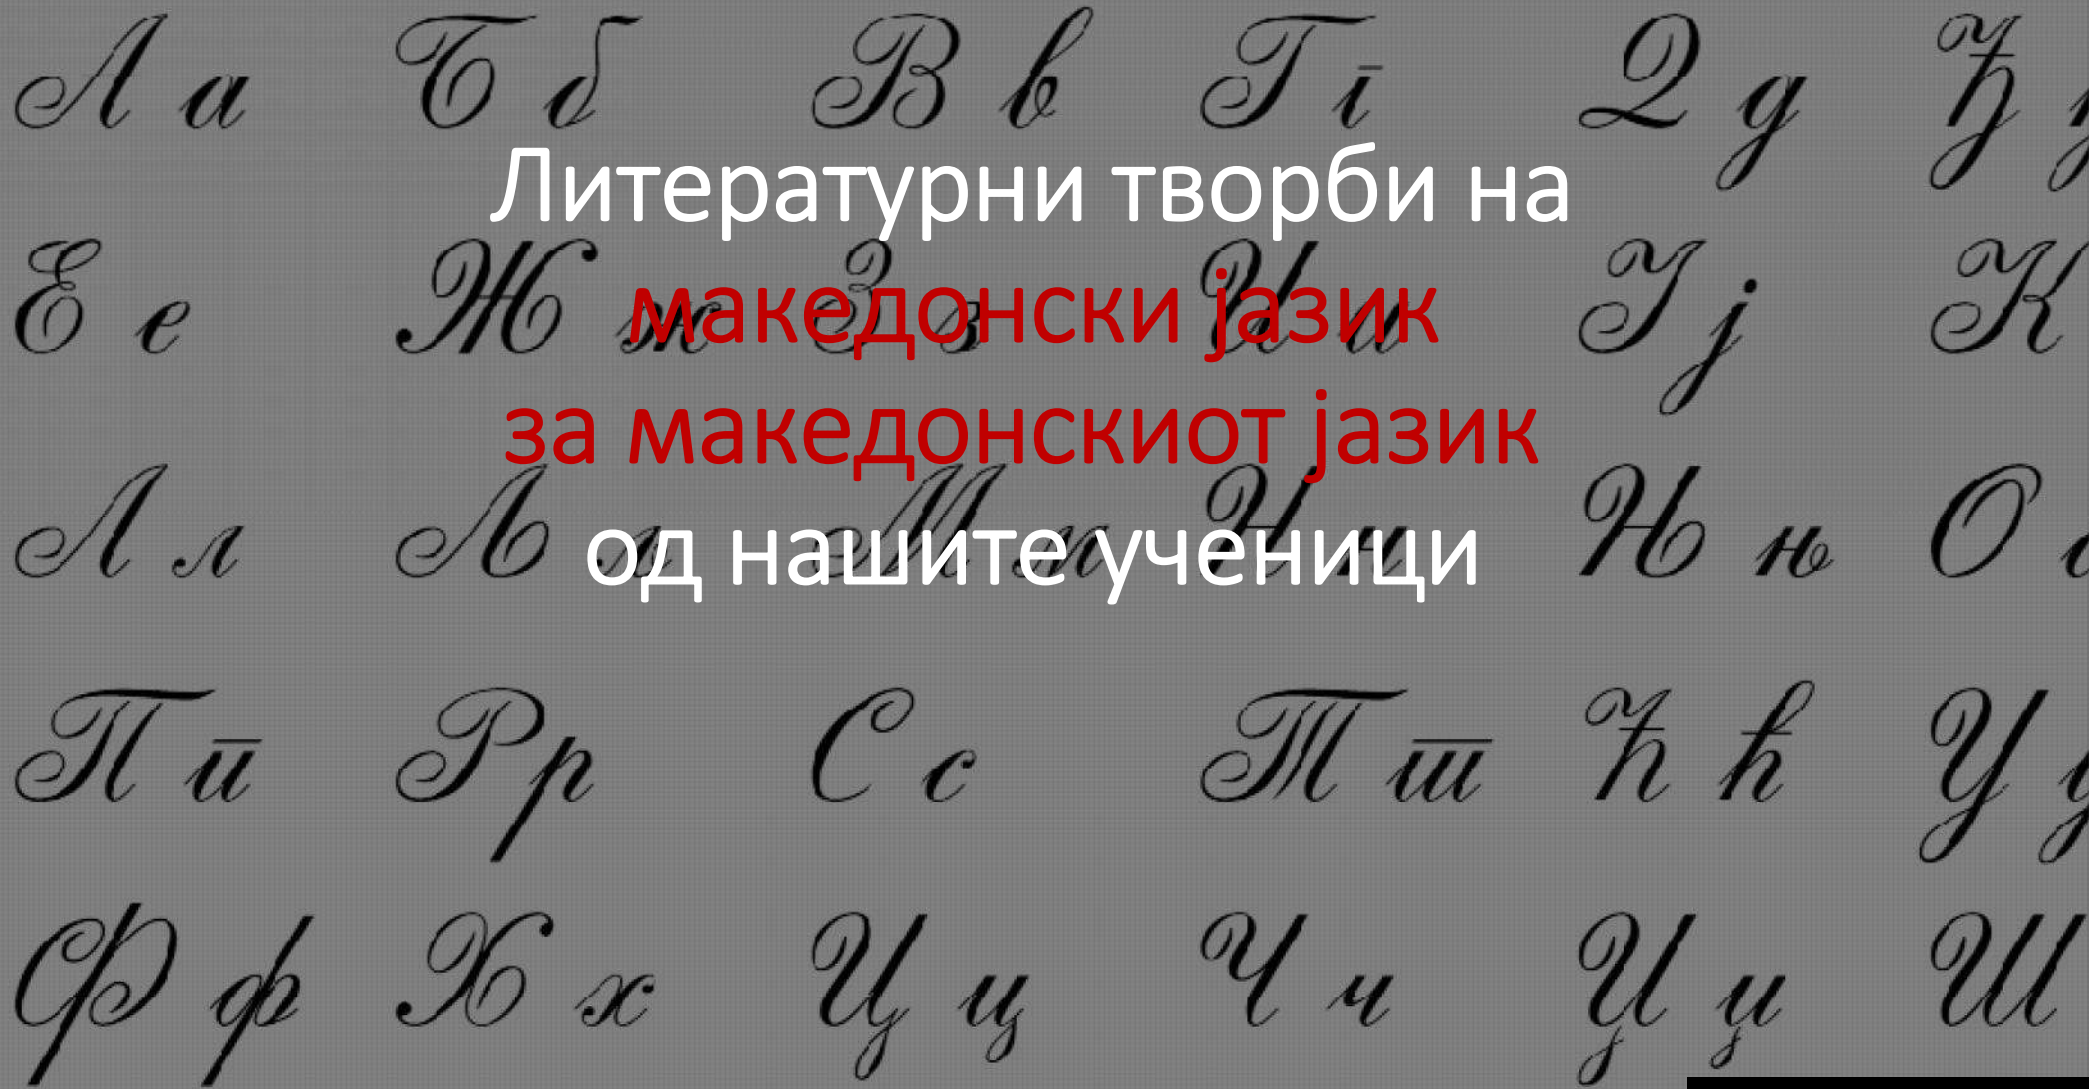 А а Б б В в Г г Д д Ђ
Литературни творби на
Е е Ж ж З з И и Ј ј К
македонски јазик
за македонскиот јазик
Л л Љ љ М м Н н Њ њ О о
од нашите ученици
П п Р р С с Т т Ћ ћ У у
Ф ф Х х Ц ц Ч ч Џ џ Ш